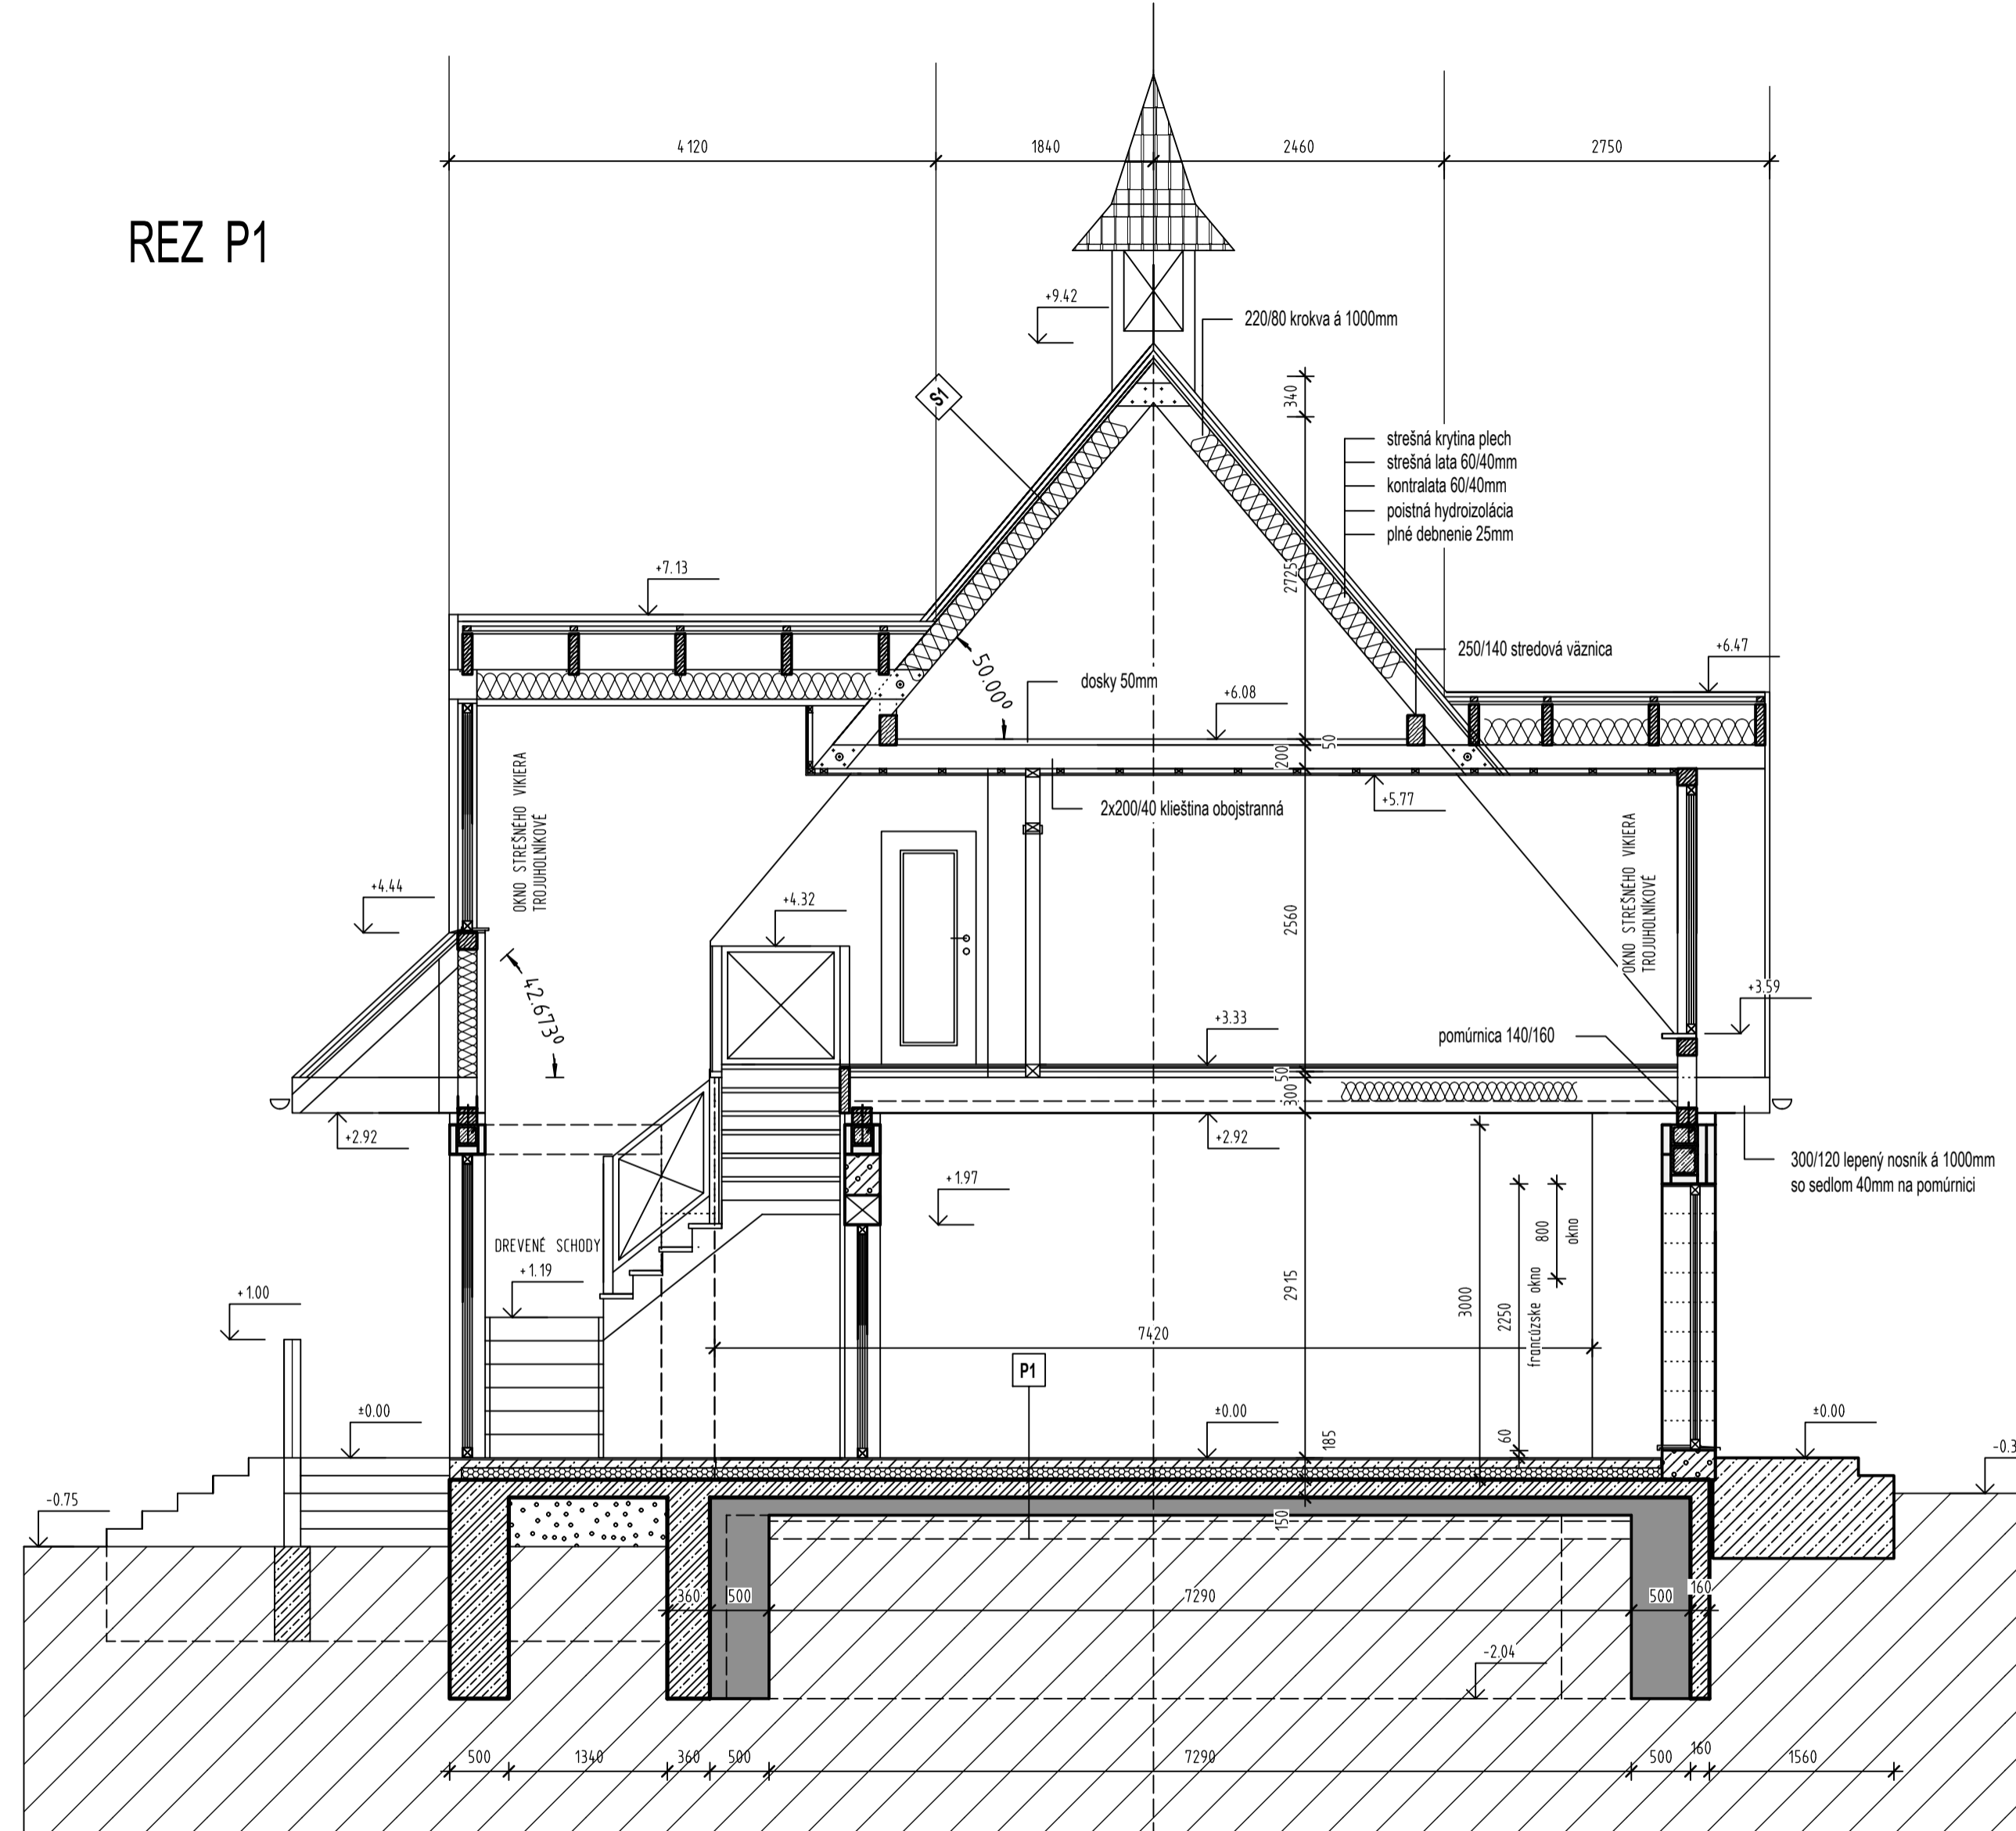 4120
1840
2460
2750
REZ P1
+9.42
220/80 krokva á 1000mm
340
S1
strešná krytina plech
strešná lata 60/40mm
kontralata 60/40mm
poistná hydroizolácia
plné debnenie 25mm
2725
+7.13
50.00°
250/140 stredová väznica
+6.47
dosky 50mm
+6.08
50
200
OKNO STREŠNÉHO VIKIERA
TROJUHOLNÍKOVÉ
+5.77
2x200/40 klieština obojstranná
OKNO STREŠNÉHO VIKIERA
TROJUHOLNÍKOVÉ
+4.44
+4.32
2560
42.673°
+3.59
+3.33
pomúrnica 140/160
50
300
+2.92
+2.92
300/120 lepený nosník á 1000mm
so sedlom 40mm na pomúrnici
+1.97
800
okno
DREVENÉ SCHODY
+1.19
2915
3000
2250
francúzske okno
+1.00
7420
P1
±0.00
±0.00
±0.00
185
60
-0.3
-0.75
150
360
500
7290
500
160
-2.04
500
1340
360
500
7290
500
160
1560